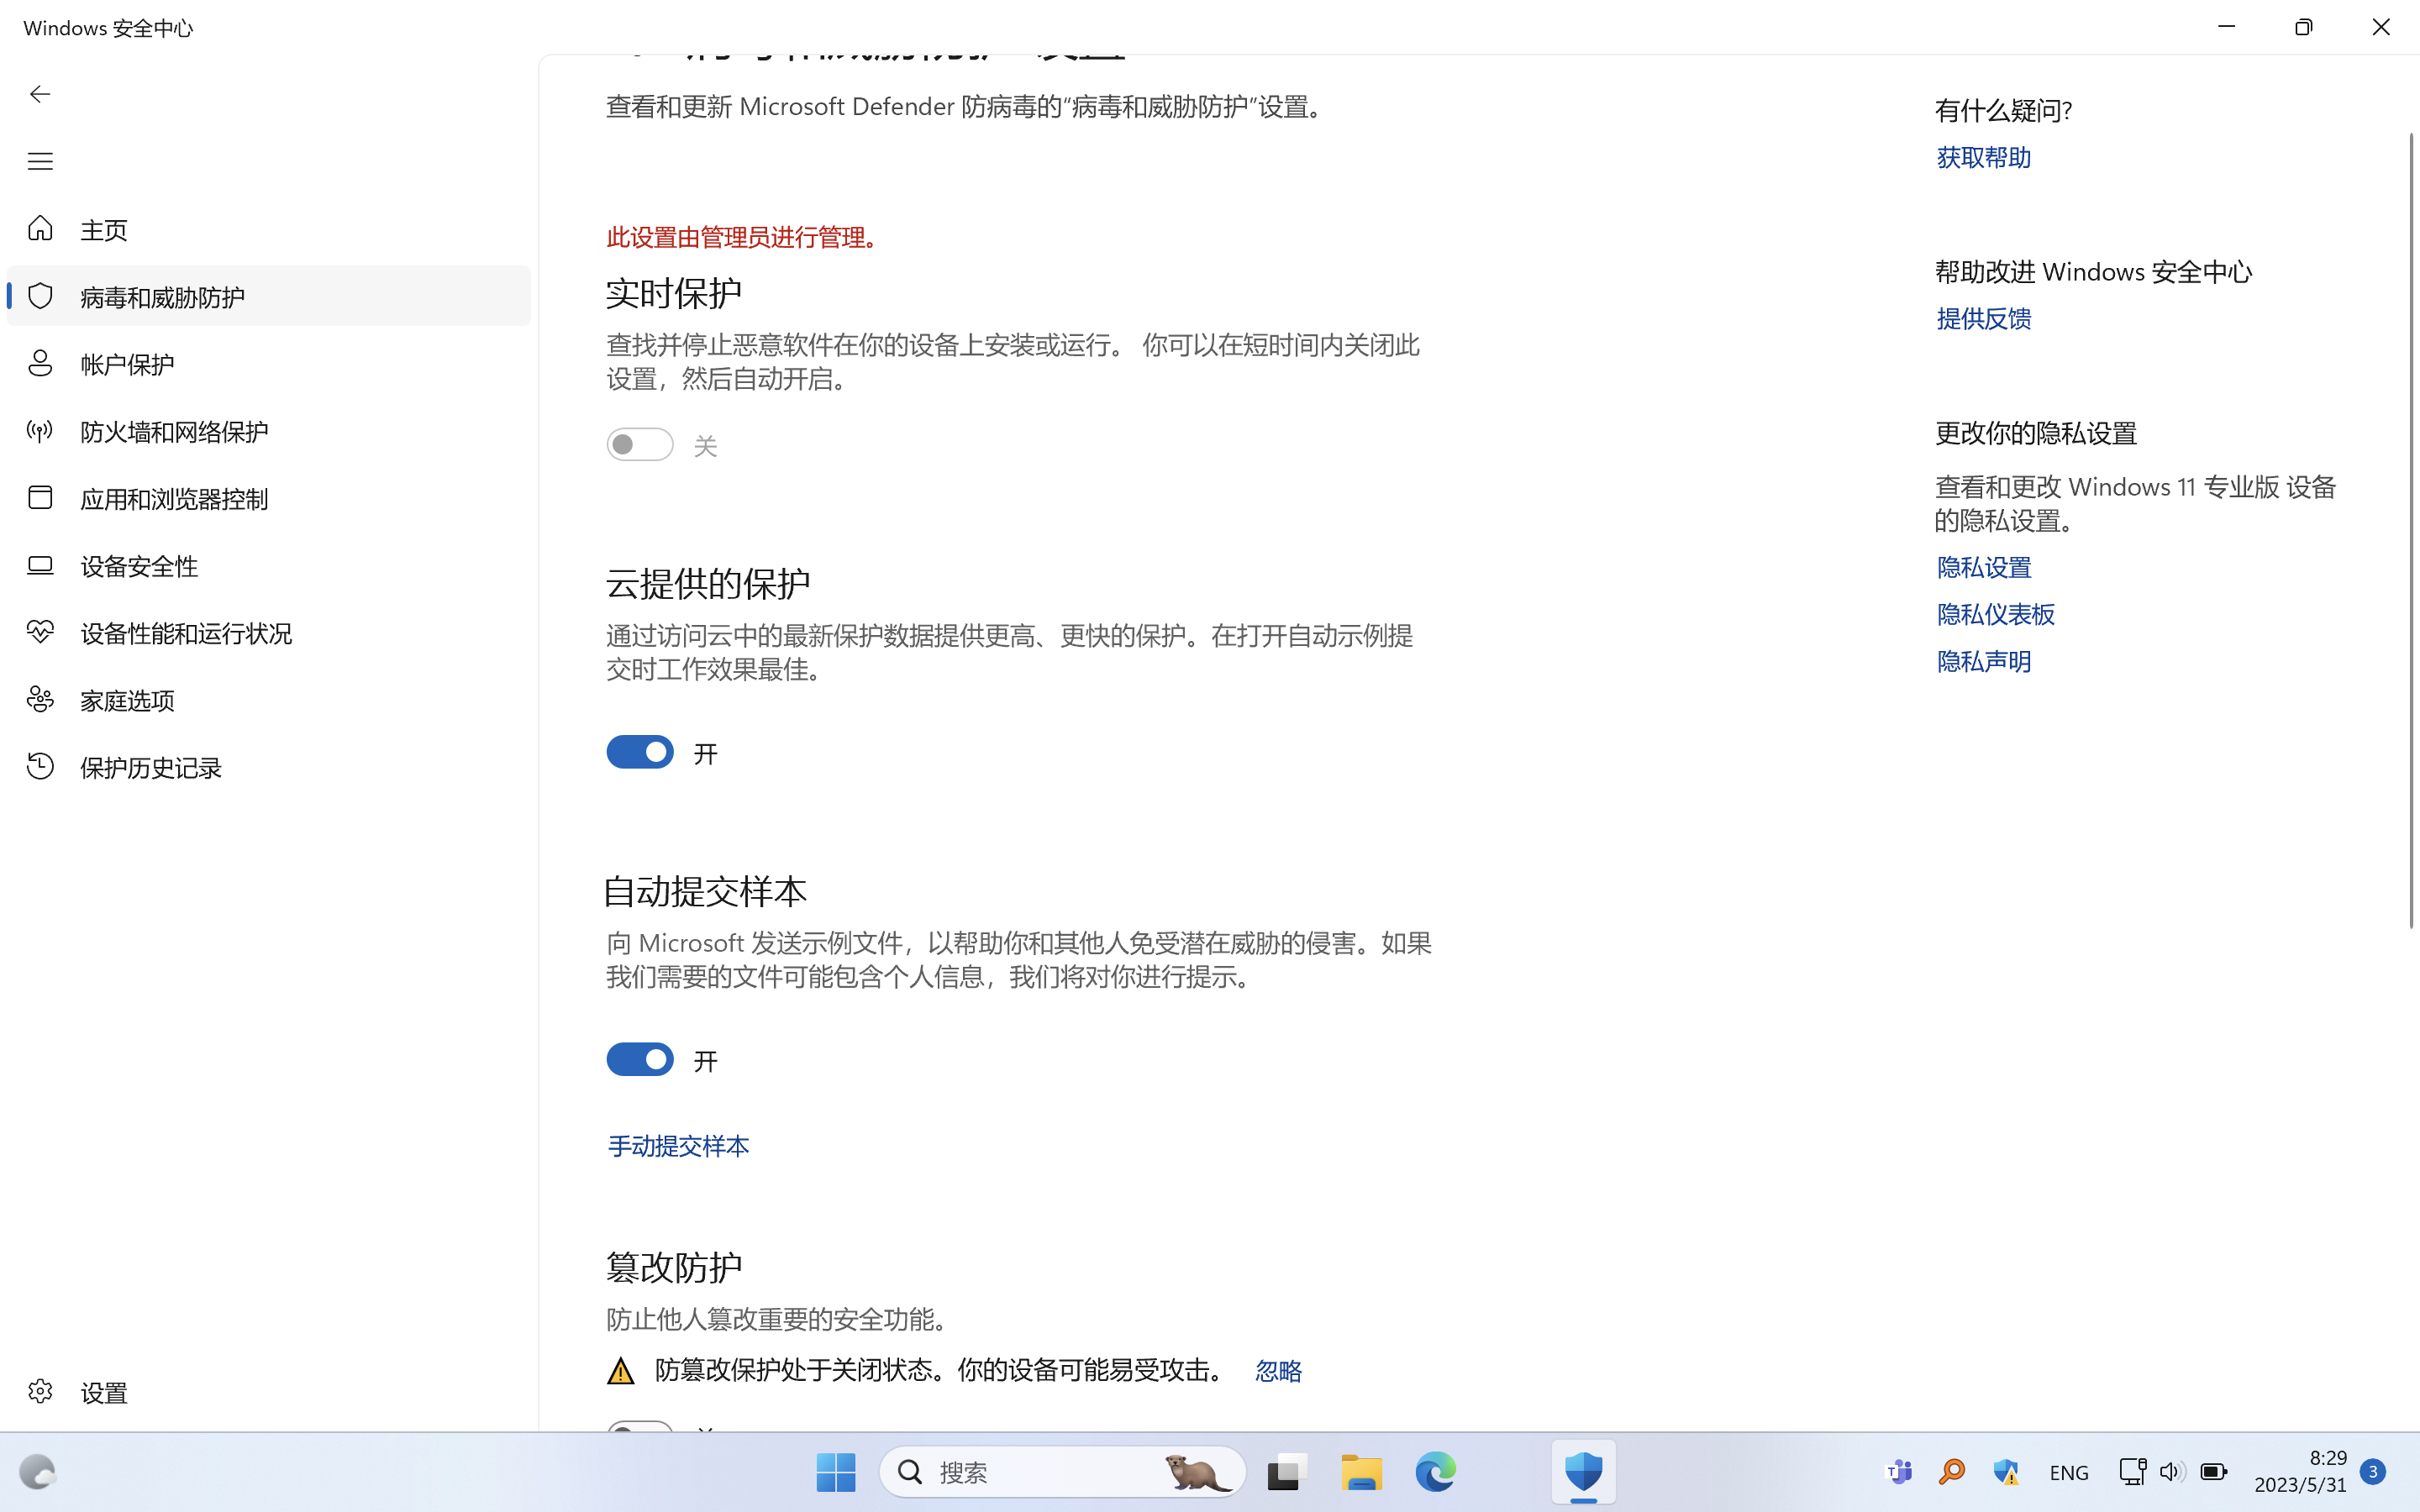 Windows 安全中心
查看和更新 Microsoft Defender 防病毒的“病毒和威胁防护”设置。
有什么疑问?
获取帮助
主页
此设置由管理员进行管理。
病毒和威胁防护
实时保护
帮助改进 Windows 安全中心
提供反馈
查找并停止恶意软件在你的设备上安装或运行。 你可以在短时间内关闭此
设置，然后自动开启。
帐户保护
防火墙和网络保护
关
更改你的隐私设置
应用和浏览器控制
查看和更改 Windows 11 专业版 设备
的隐私设置。
设备安全性
云提供的保护
隐私设置
设备性能和运行状况
通过访问云中的最新保护数据提供更高、更快的保护。在打开自动示例提
交时工作效果最佳。
隐私仪表板
隐私声明
家庭选项
开
保护历史记录
自动提交样本
向 Microsoft 发送示例文件，以帮助你和其他人免受潜在威胁的侵害。如果
我们需要的文件可能包含个人信息，我们将对你进行提示。
开
手动提交样本
篡改防护
防止他人篡改重要的安全功能。
防篡改保护处于关闭状态。你的设备可能易受攻击。 忽略
设置
搜索
ENG
8:29
2023/5/31
3